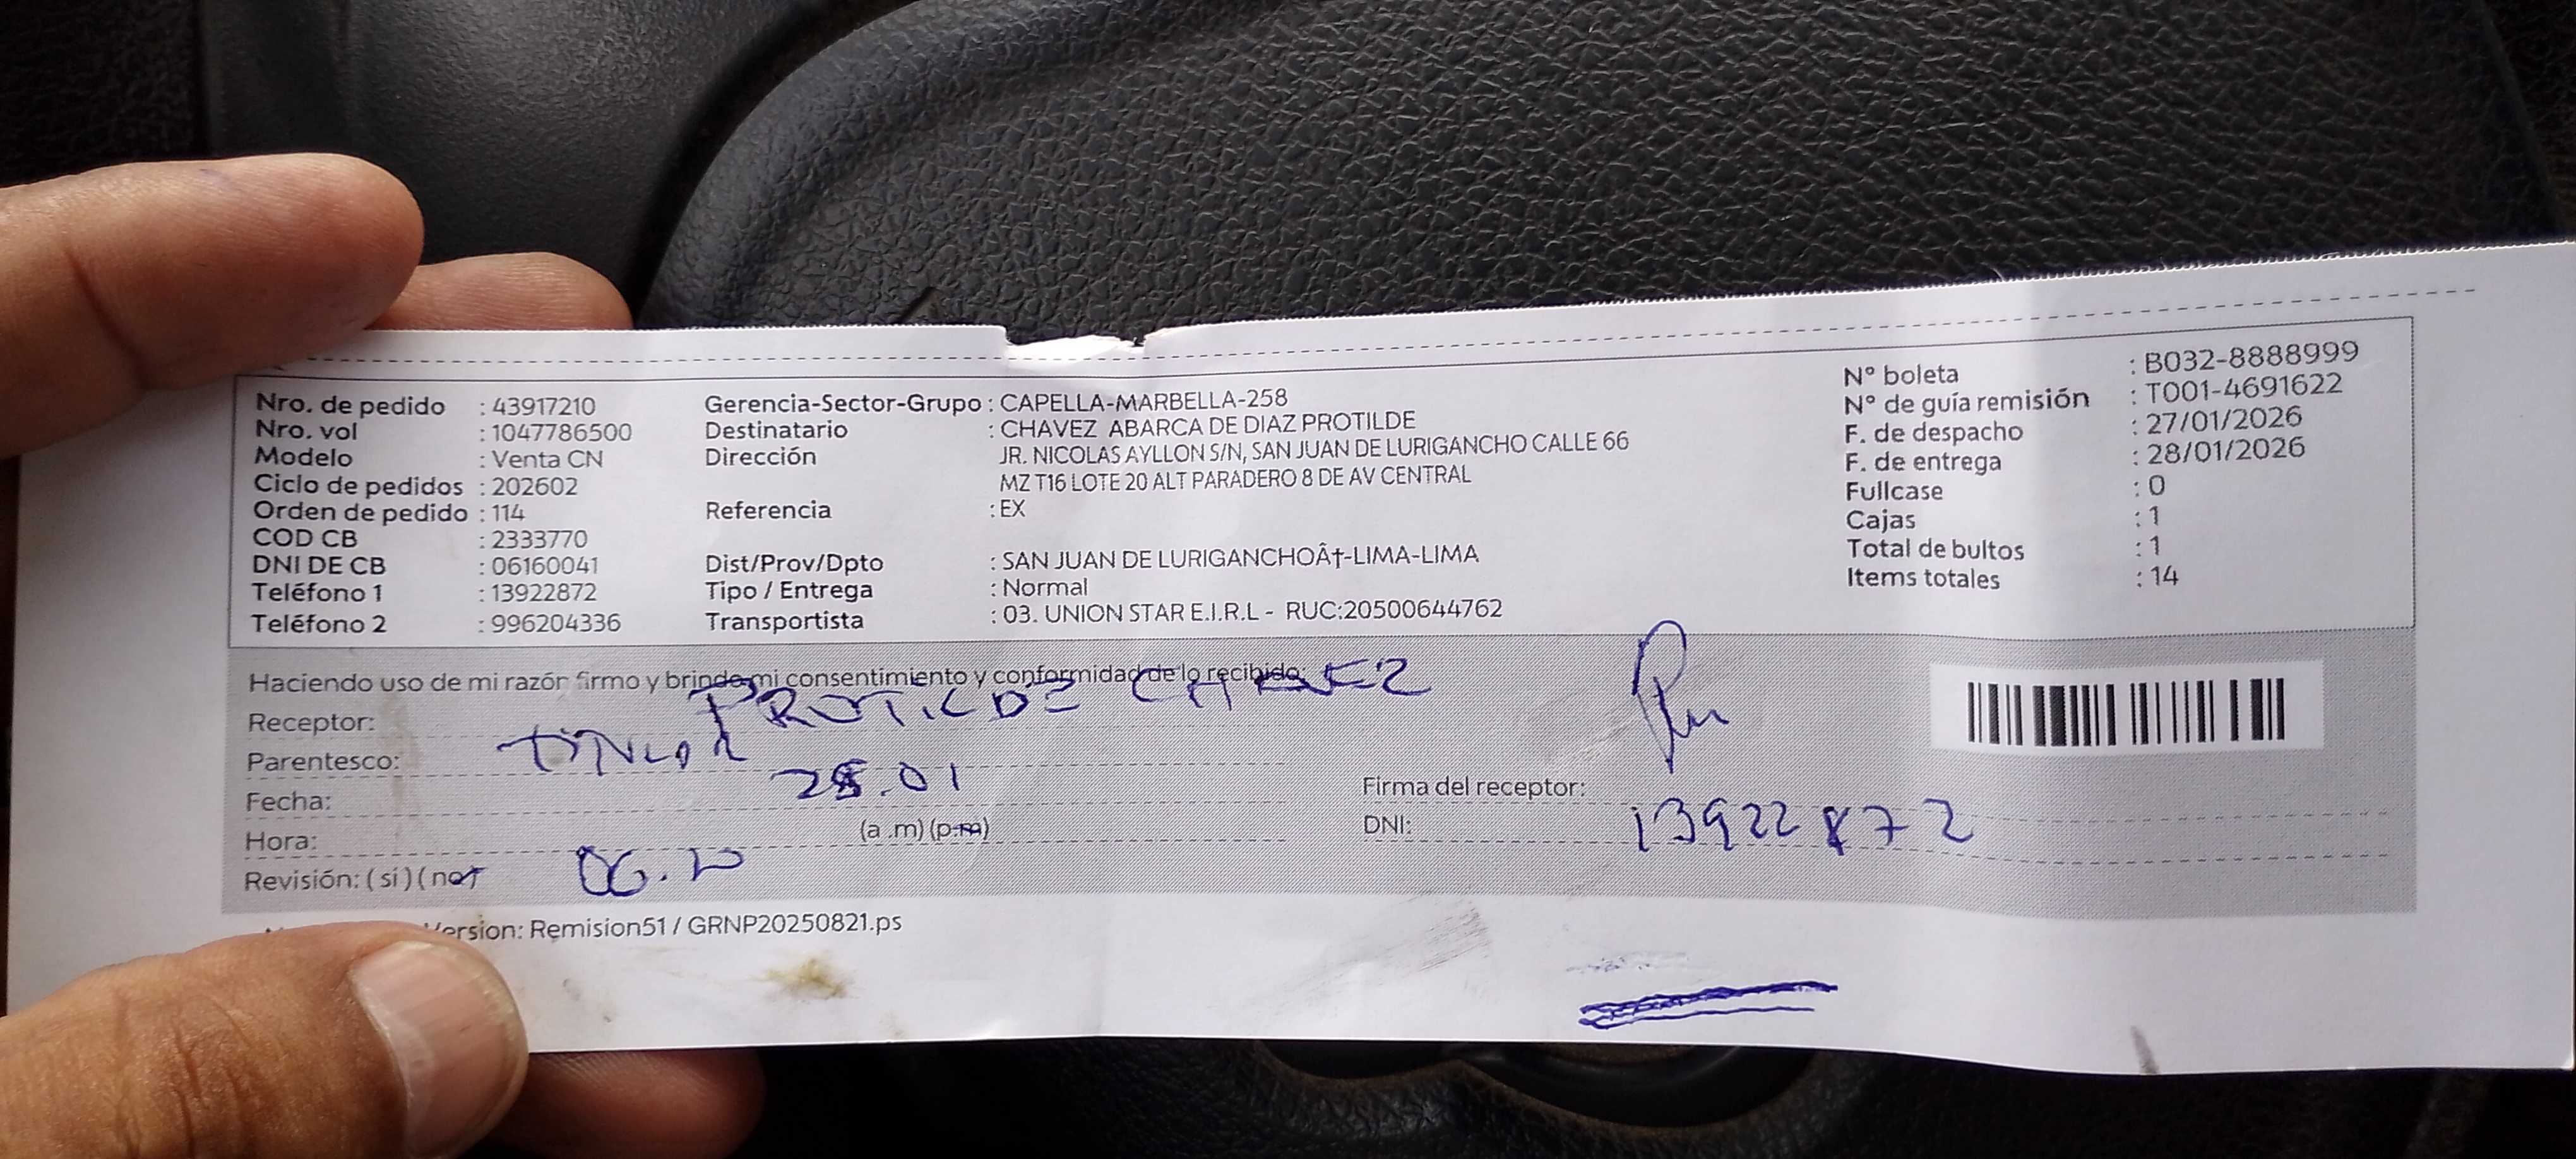 Nro. de pedido : 43917210
Nro. vol : 1047786500
Modelo : Venta CN
Ciclo de pedidos : 202602
Orden de pedido : 114
COD CB : 2333770
DNI DE CB : 06160041
Teléfono 1 : 13922872
Teléfono 2 : 996204336
Gerencia-Sector-Grupo : CAPELLA-MARBELLA-258
Destinatario : CHAVEZ ABARCA DE DIAZ PROTILDE
Dirección : JR. NICOLAS AYLLON S/N, SAN JUAN DE LURIGANCHO CALLE 66
MZ T16 LOTE 20 ALT PARADERO 8 DE AV CENTRAL
Referencia : EX
Dist/Prov/Dpto : SAN JUAN DE LURIGANCHOÂ†-LIMA-LIMA
Tipo / Entrega : Normal
Transportista : 03. UNION STAR E.I.R.L - RUC:20500644762
N° boleta : B032-8888999
N° de guía remisión : T001-4691622
F. de despacho : 27/01/2026
F. de entrega : 28/01/2026
Fullcase : 0
Cajas : 1
Total de bultos : 1
Items totales : 14
Haciendo uso de mi razón firmo y brindo mi consentimiento y conformidad de lo recibido:
Receptor: PROTILDE CHAVEZ
Parentesco:
Fecha: 28.01
Hora: (a .m) (p.m)
Revisión: (si) (no)
Firma del receptor:
DNI: 13922872
Version: Remision51 / GRNP20250821.ps